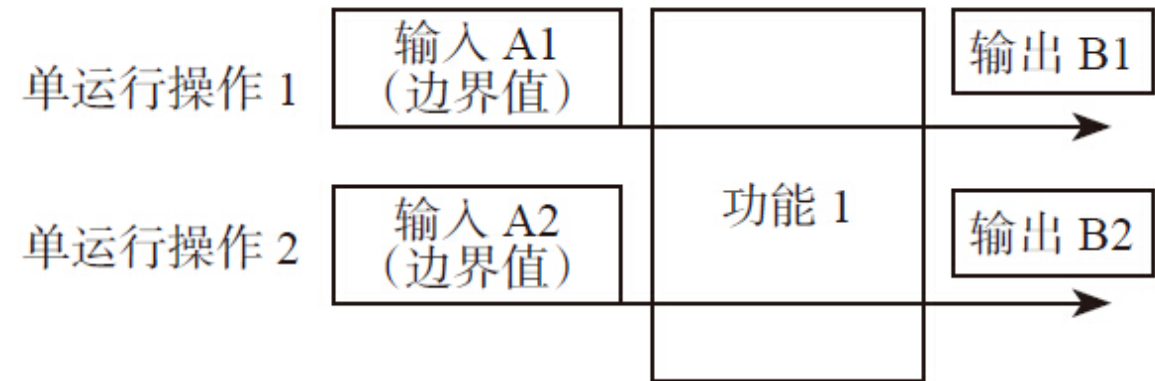 单运行操作 1
输入 A1
（边界值）
输出 B1
功能 1
单运行操作 2
输入 A2
（边界值）
输出 B2